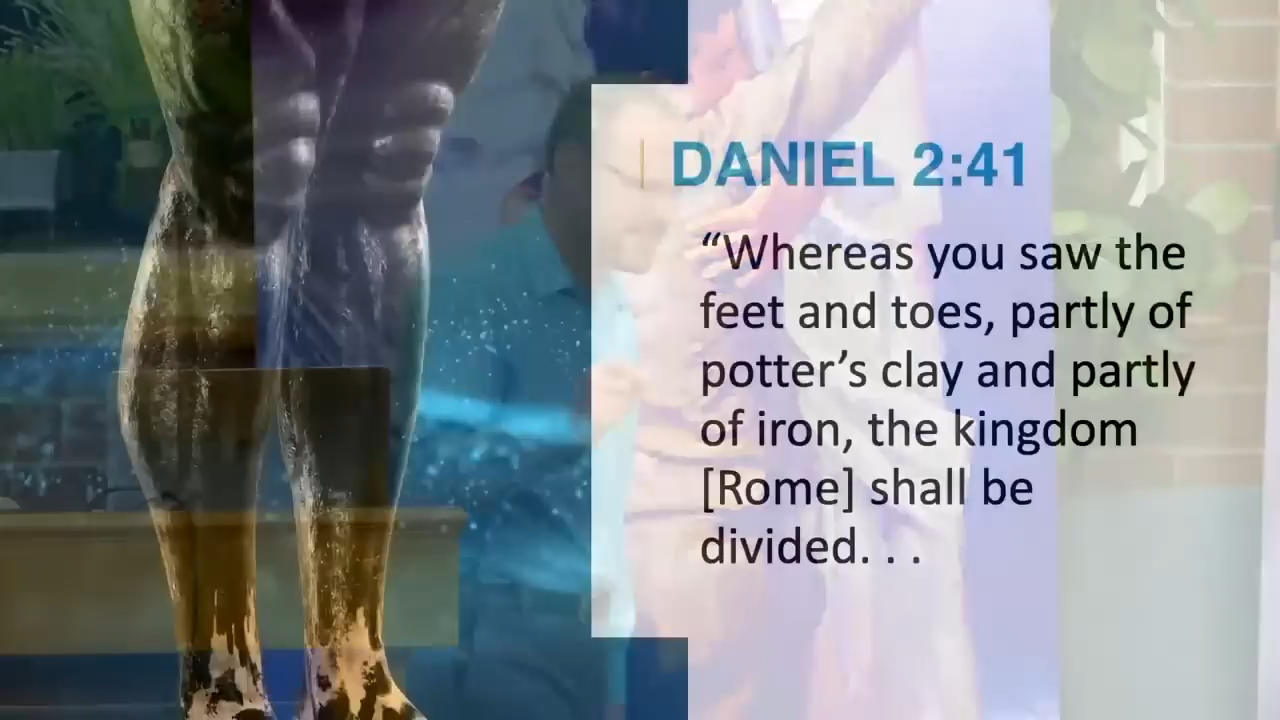 DANIEL 2:41
“Whereas you saw the
feet and toes, partly of
potter’s clay and partly
of iron, the kingdom
[Rome] shall be
divided. . .